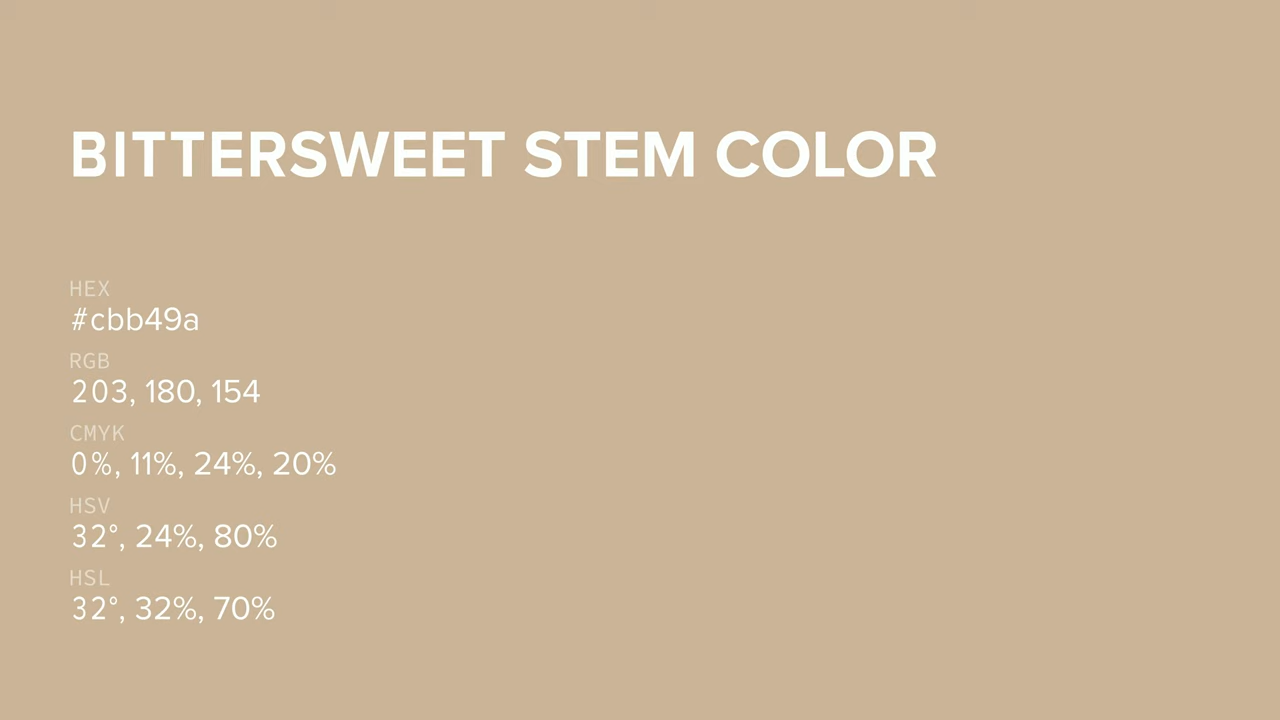 BITTERSWEET STEM COLOR
HEX
#cbb49a
RGB
203, 180, 154
CMYK
0%, 11%, 24%, 20%
HSV
32°, 24%, 80%
HSL
32°, 32%, 70%